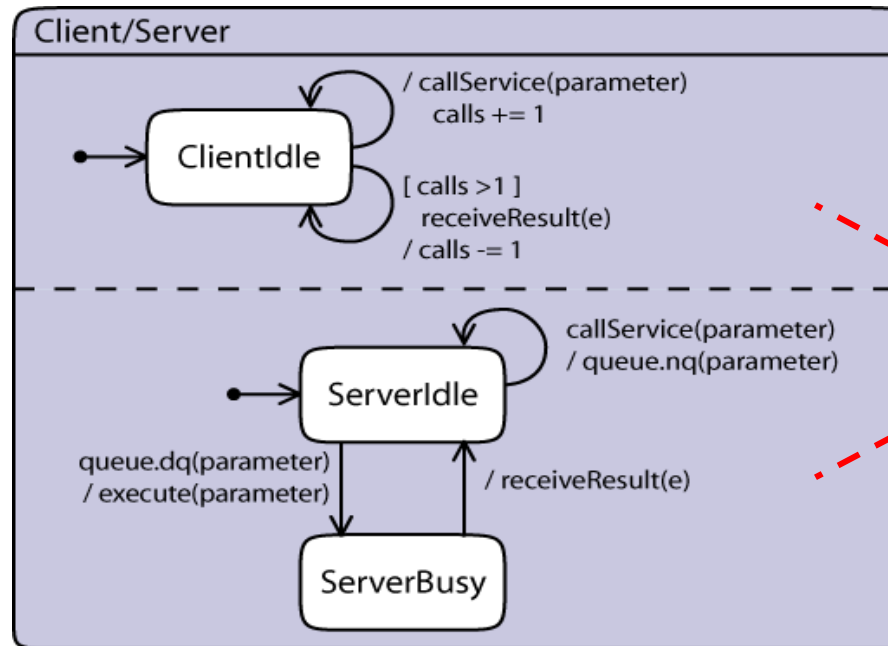 Client/Server
/ callService(parameter)
calls += 1
ClientIdle
[ calls >1 ]
receiveResult(e)
/ calls -= 1
callService(parameter)
/ queue.nq(parameter)
ServerIdle
queue.dq(parameter)
/ execute(parameter)
/ receiveResult(e)
ServerBusy